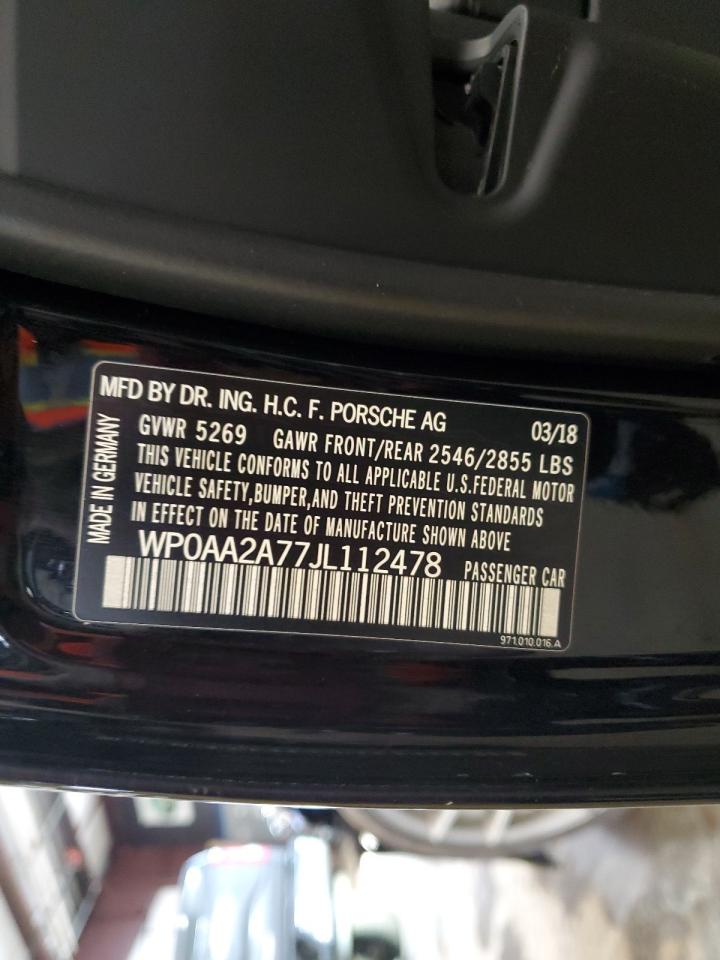 MFD BY DR. ING. H.C. F. PORSCHE AG 03/18
MADE IN GERMANY
GVWR 5269 GAWR FRONT/REAR 2546/2855 LBS
THIS VEHICLE CONFORMS TO ALL APPLICABLE U.S.FEDERAL MOTOR
VEHICLE SAFETY,BUMPER,AND THEFT PREVENTION STANDARDS
IN EFFECT ON THE DATE OF MANUFACTURE SHOWN ABOVE
WP0AA2A77JL112478 PASSENGER CAR
971.010.016.A